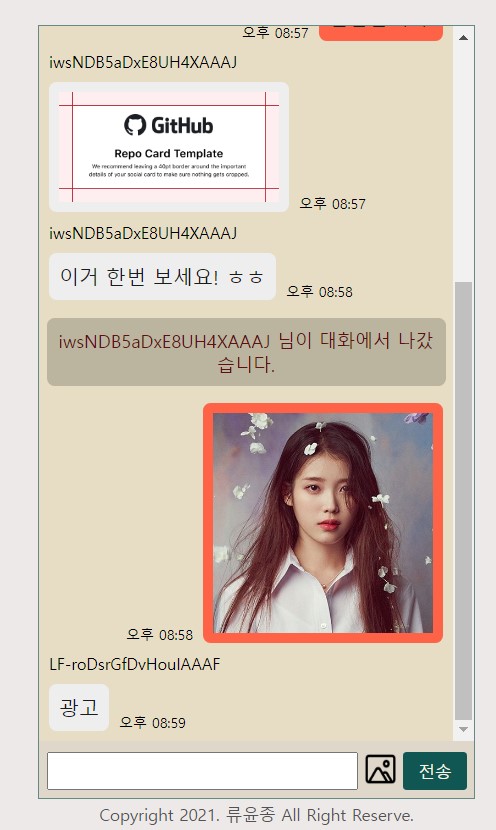 오후 08:57
iwsNDB5aDxE8UH4XAAAJ
GitHub
Repo Card Template
We recommend leaving a 40pt border around the important
details of your social card to make sure nothing gets cropped.
오후 08:57
iwsNDB5aDxE8UH4XAAAJ
이거 한번 보세요! ㅎㅎ
오후 08:58
iwsNDB5aDxE8UH4XAAAJ 님이 대화에서 나갔
습니다.
오후 08:58
LF-roDsrGfDvHouIAAAF
광고
오후 08:59
전송
Copyright 2021. 류윤종 All Right Reserve.